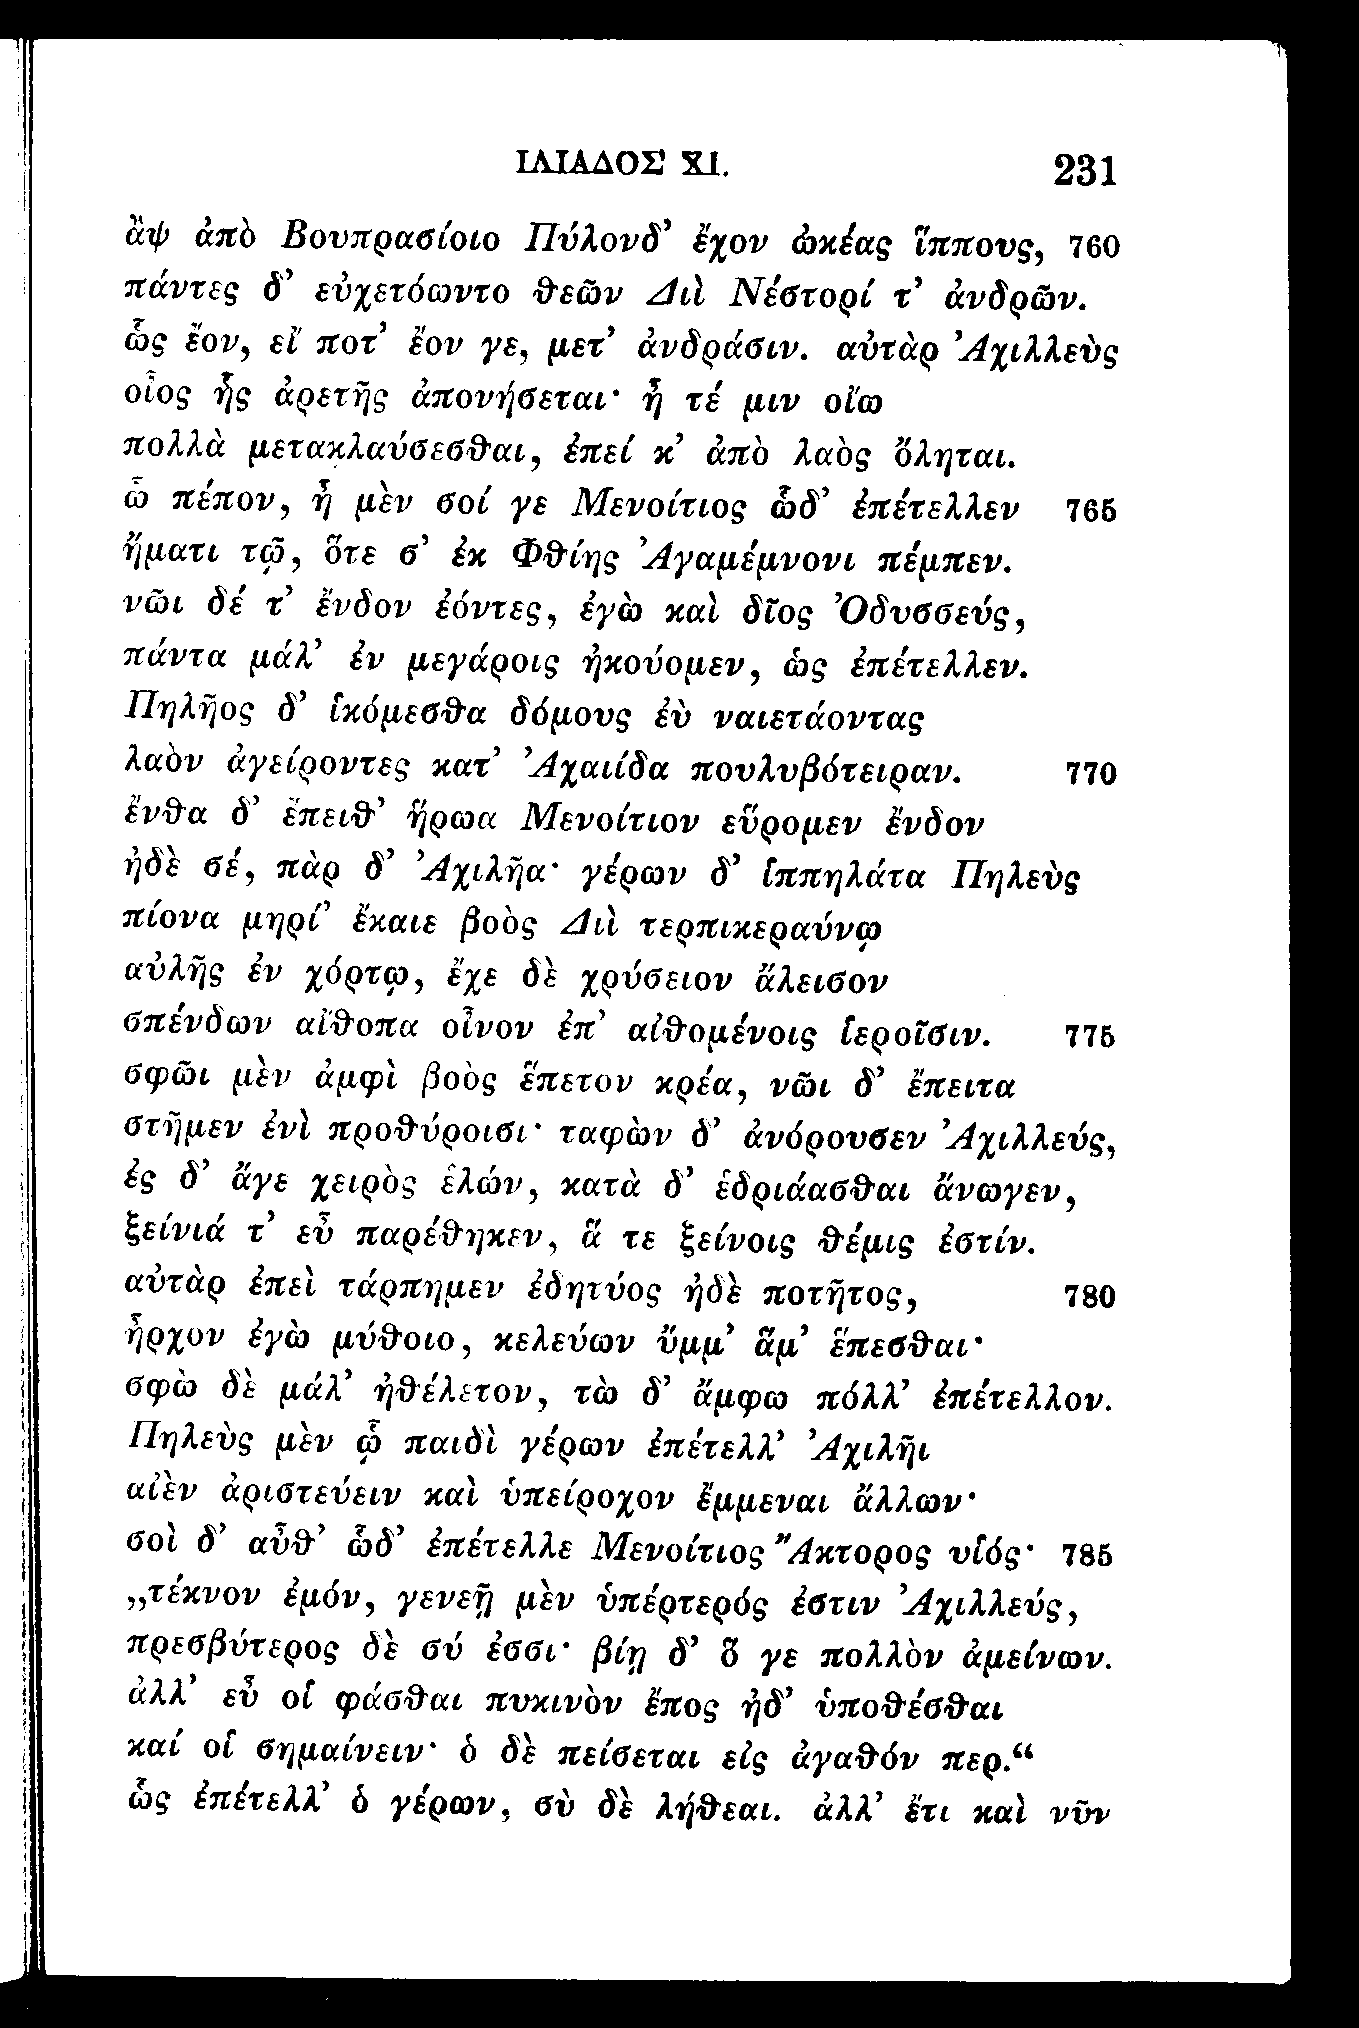 ΙΛΙΑΔΟΣ XI. 231
ἂψ ἀπὸ Βουπρασίοιο Πύλονδ’ ἔχον ὠκέας ἵππους, 760
πάντες δ’ εὐχετόωντο θεῶν Διὶ Νέστορί τ’ ἀνδρῶν.
ὣς ἔον, εἴ ποτ’ ἔον γε, μετ’ ἀνδράσιν. αὐτὰρ Ἀχιλλεὺς
οἶος ἧς ἀρετῆς ἀπονήσεται· ἦ τέ μιν οἴω
πολλὰ μετακλαύσεσθαι, ἐπεί κ’ ἀπὸ λαὸς ὄληται.
ὦ πέπον, ἦ μὲν σοί γε Μενοίτιος ὧδ’ ἐπέτελλεν 765
ἤματι τῷ, ὅτε σ’ ἐκ Φθίης Ἀγαμέμνονι πέμπεν.
νῶι δέ τ’ ἔνδον ἐόντες, ἐγὼ καὶ δῖος Ὀδυσσεύς,
πάντα μάλ’ ἐν μεγάροις ἠκούομεν, ὡς ἐπέτελλεν.
Πηλῆος δ’ ἱκόμεσθα δόμους ἐὺ ναιετάοντας
λαὸν ἀγείροντες κατ’ Ἀχαιίδα πουλυβότειραν. 770
ἔνθα δ’ ἔπειθ’ ἥρωα Μενοίτιον εὕρομεν ἔνδον
ἠδὲ σέ, πὰρ δ’ Ἀχιλῆα· γέρων δ’ ἱππηλάτα Πηλεὺς
πίονα μηρί’ ἔκαιε βοὸς Διὶ τερπικεραύνῳ
αὐλῆς ἐν χόρτῳ, ἔχε δὲ χρύσειον ἄλεισον
σπένδων αἴθοπα οἶνον ἐπ’ αἰθομένοις ἱεροῖσιν. 775
σφῶι μὲν ἀμφὶ βοὸς ἕπετον κρέα, νῶι δ’ ἔπειτα
στῆμεν ἐνὶ προθύροισι· ταφὼν δ’ ἀνόρουσεν Ἀχιλλεύς,
ἐς δ’ ἄγε χειρὸς ἑλών, κατὰ δ’ ἑδριάασθαι ἄνωγεν,
ξείνιά τ’ εὖ παρέθηκεν, ἅ τε ξείνοις θέμις ἐστίν.
αὐτὰρ ἐπεὶ τάρπημεν ἐδητύος ἠδὲ ποτῆτος, 780
ἦρχον ἐγὼ μύθοιο, κελεύων ὔμμ’ ἅμ’ ἕπεσθαι·
σφὼ δὲ μάλ’ ἠθέλετον, τὼ δ’ ἄμφω πόλλ’ ἐπέτελλον.
Πηλεὺς μὲν ᾧ παιδὶ γέρων ἐπέτελλ’ Ἀχιλῆι
αἰὲν ἀριστεύειν καὶ ὑπείροχον ἔμμεναι ἄλλων·
σοὶ δ’ αὖθ’ ὧδ’ ἐπέτελλε Μενοίτιος Ἄκτορος υἱός· 785
„τέκνον ἐμόν, γενεῇ μὲν ὑπέρτερός ἐστιν Ἀχιλλεύς,
πρεσβύτερος δὲ σύ ἐσσι· βίῃ δ’ ὅ γε πολλὸν ἀμείνων.
ἀλλ’ εὖ οἱ φάσθαι πυκινὸν ἔπος ἠδ’ ὑποθέσθαι
καί οἱ σημαίνειν· ὁ δὲ πείσεται εἰς ἀγαθόν περ.“
ὣς ἐπέτελλ’ ὁ γέρων, σὺ δὲ λήθεαι. ἀλλ’ ἔτι καὶ νῦν